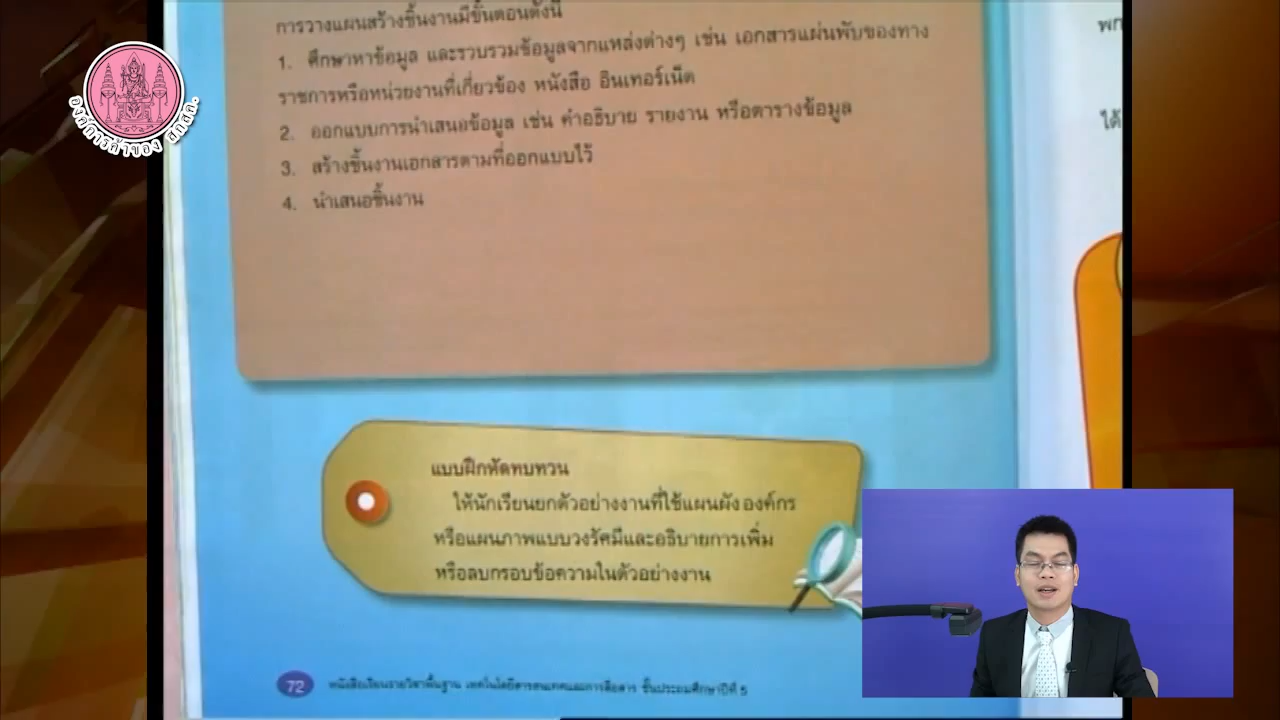 องค์การค้าของ สกสค.
การวางแผนสร้างชิ้นงานมีขั้นตอนดังนี้
1. ศึกษาหาข้อมูล และรวบรวมข้อมูลจากแหล่งต่างๆ เช่น เอกสารแผ่นพับของทาง
ราชการหรือหน่วยงานที่เกี่ยวข้อง หนังสือ อินเทอร์เน็ต
2. ออกแบบการนำเสนอข้อมูล เช่น คำอธิบาย รายงาน หรือตารางข้อมูล
3. สร้างชิ้นงานเอกสารตามที่ออกแบบไว้
4. นำเสนอชิ้นงาน
แบบฝึกหัดทบทวน
ให้นักเรียนยกตัวอย่างงานที่ใช้แผนผังองค์กร
หรือแผนภาพแบบวงรัศมีและอธิบายการเพิ่ม
หรือลบกรอบข้อความในตัวอย่างงาน
72 หนังสือเรียนรายวิชาพื้นฐาน เทคโนโลยีสารสนเทศและการสื่อสาร ชั้นประถมศึกษาปีที่ 5
ได้